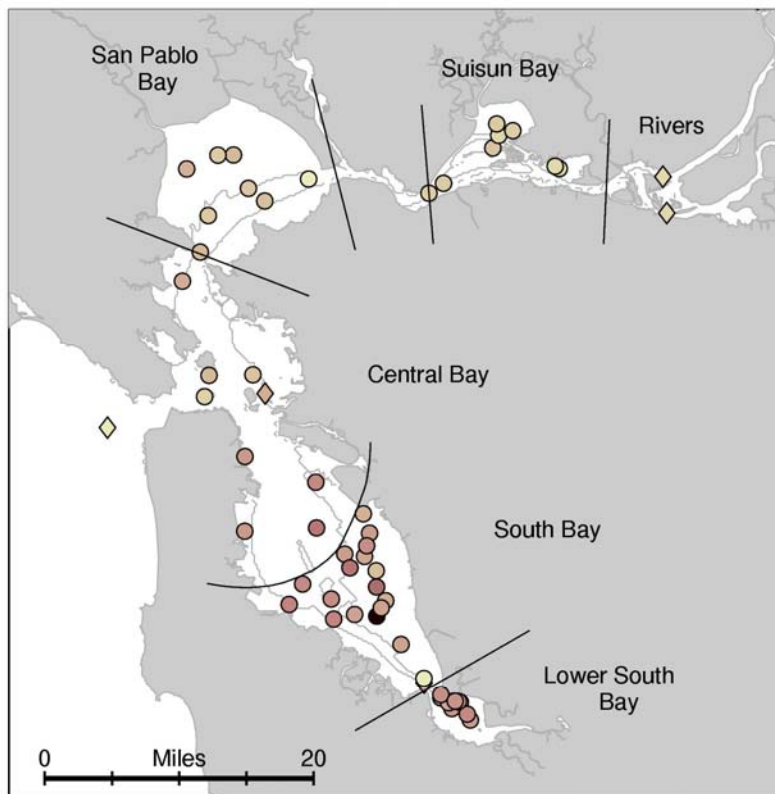 San Pablo
Bay
Suisun Bay
Rivers
Central Bay
South Bay
Lower South
Bay
0 Miles 20